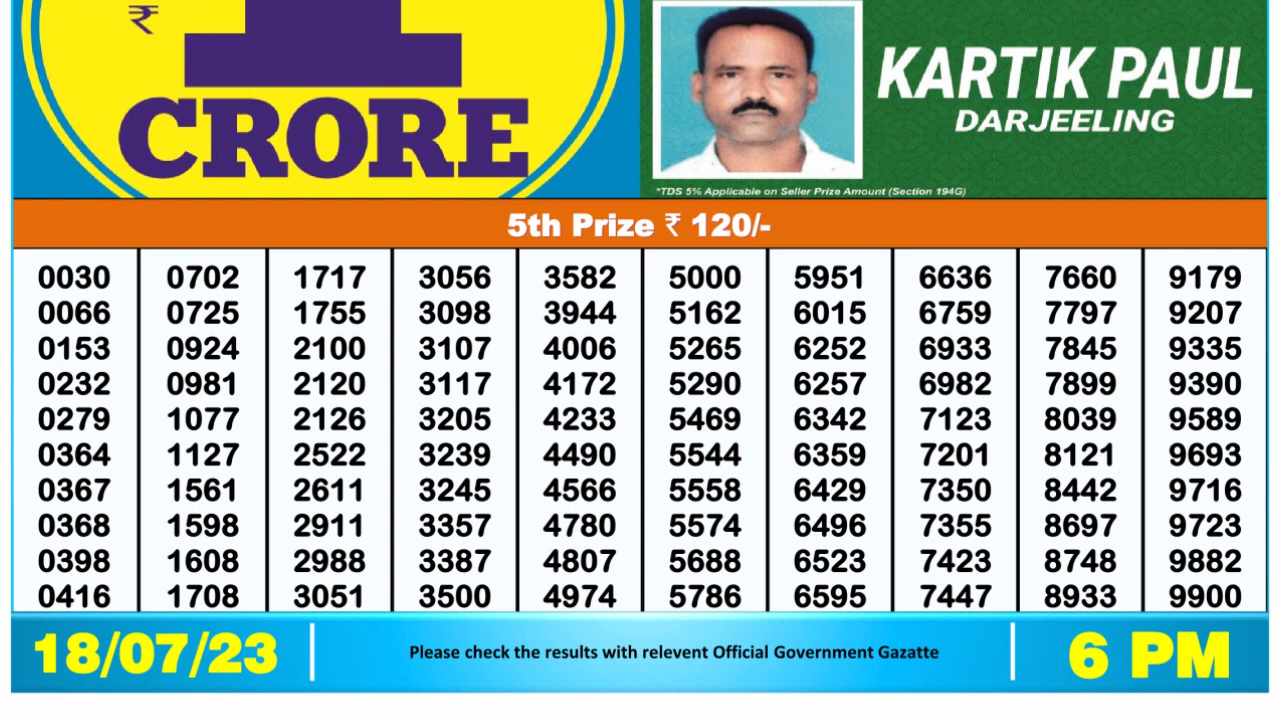 ₹
1
CRORE
KARTIK PAUL
DARJEELING
*TDS 5% Applicable on Seller Prize Amount (Section 194G)
5th Prize ₹ 120/-
0030 0702 1717 3056 3582 5000 5951 6636 7660 9179
0066 0725 1755 3098 3944 5162 6015 6759 7797 9207
0153 0924 2100 3107 4006 5265 6252 6933 7845 9335
0232 0981 2120 3117 4172 5290 6257 6982 7899 9390
0279 1077 2126 3205 4233 5469 6342 7123 8039 9589
0364 1127 2522 3239 4490 5544 6359 7201 8121 9693
0367 1561 2611 3245 4566 5558 6429 7350 8442 9716
0368 1598 2911 3357 4780 5574 6496 7355 8697 9723
0398 1608 2988 3387 4807 5688 6523 7423 8748 9882
0416 1708 3051 3500 4974 5786 6595 7447 8933 9900
18/07/23
Please check the results with relevent Official Government Gazatte
6 PM